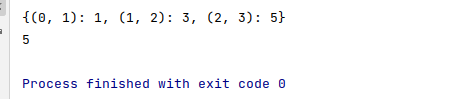 {(0, 1): 1, (1, 2): 3, (2, 3): 5}
5
Process finished with exit code 0